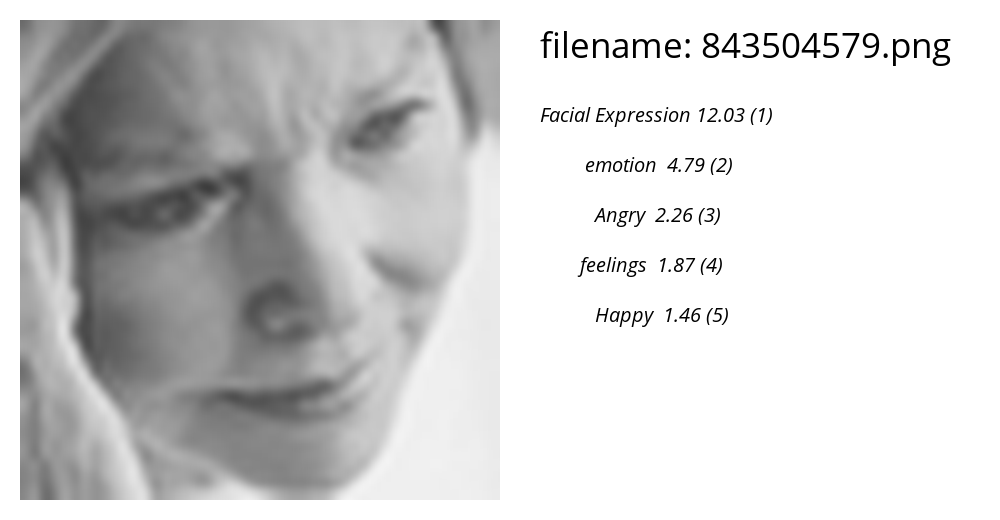 filename: 843504579.png
Facial Expression 12.03 (1)
emotion 4.79 (2)
Angry 2.26 (3)
feelings 1.87 (4)
Happy 1.46 (5)